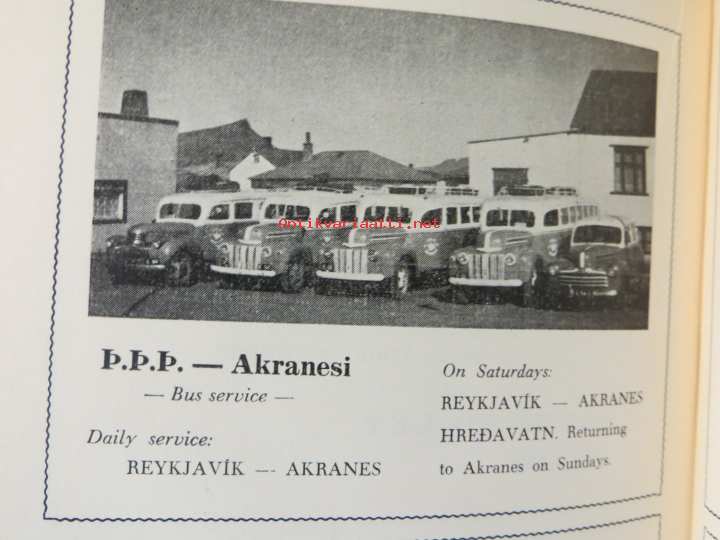 antikvariaatti.net
Þ.Þ.Þ. — Akranesi
— Bus service —
Daily service:
REYKJAVÍK — AKRANES
On Saturdays:
REYKJAVÍK — AKRANES
HREÐAVATN. Returning
to Akranes on Sundays.